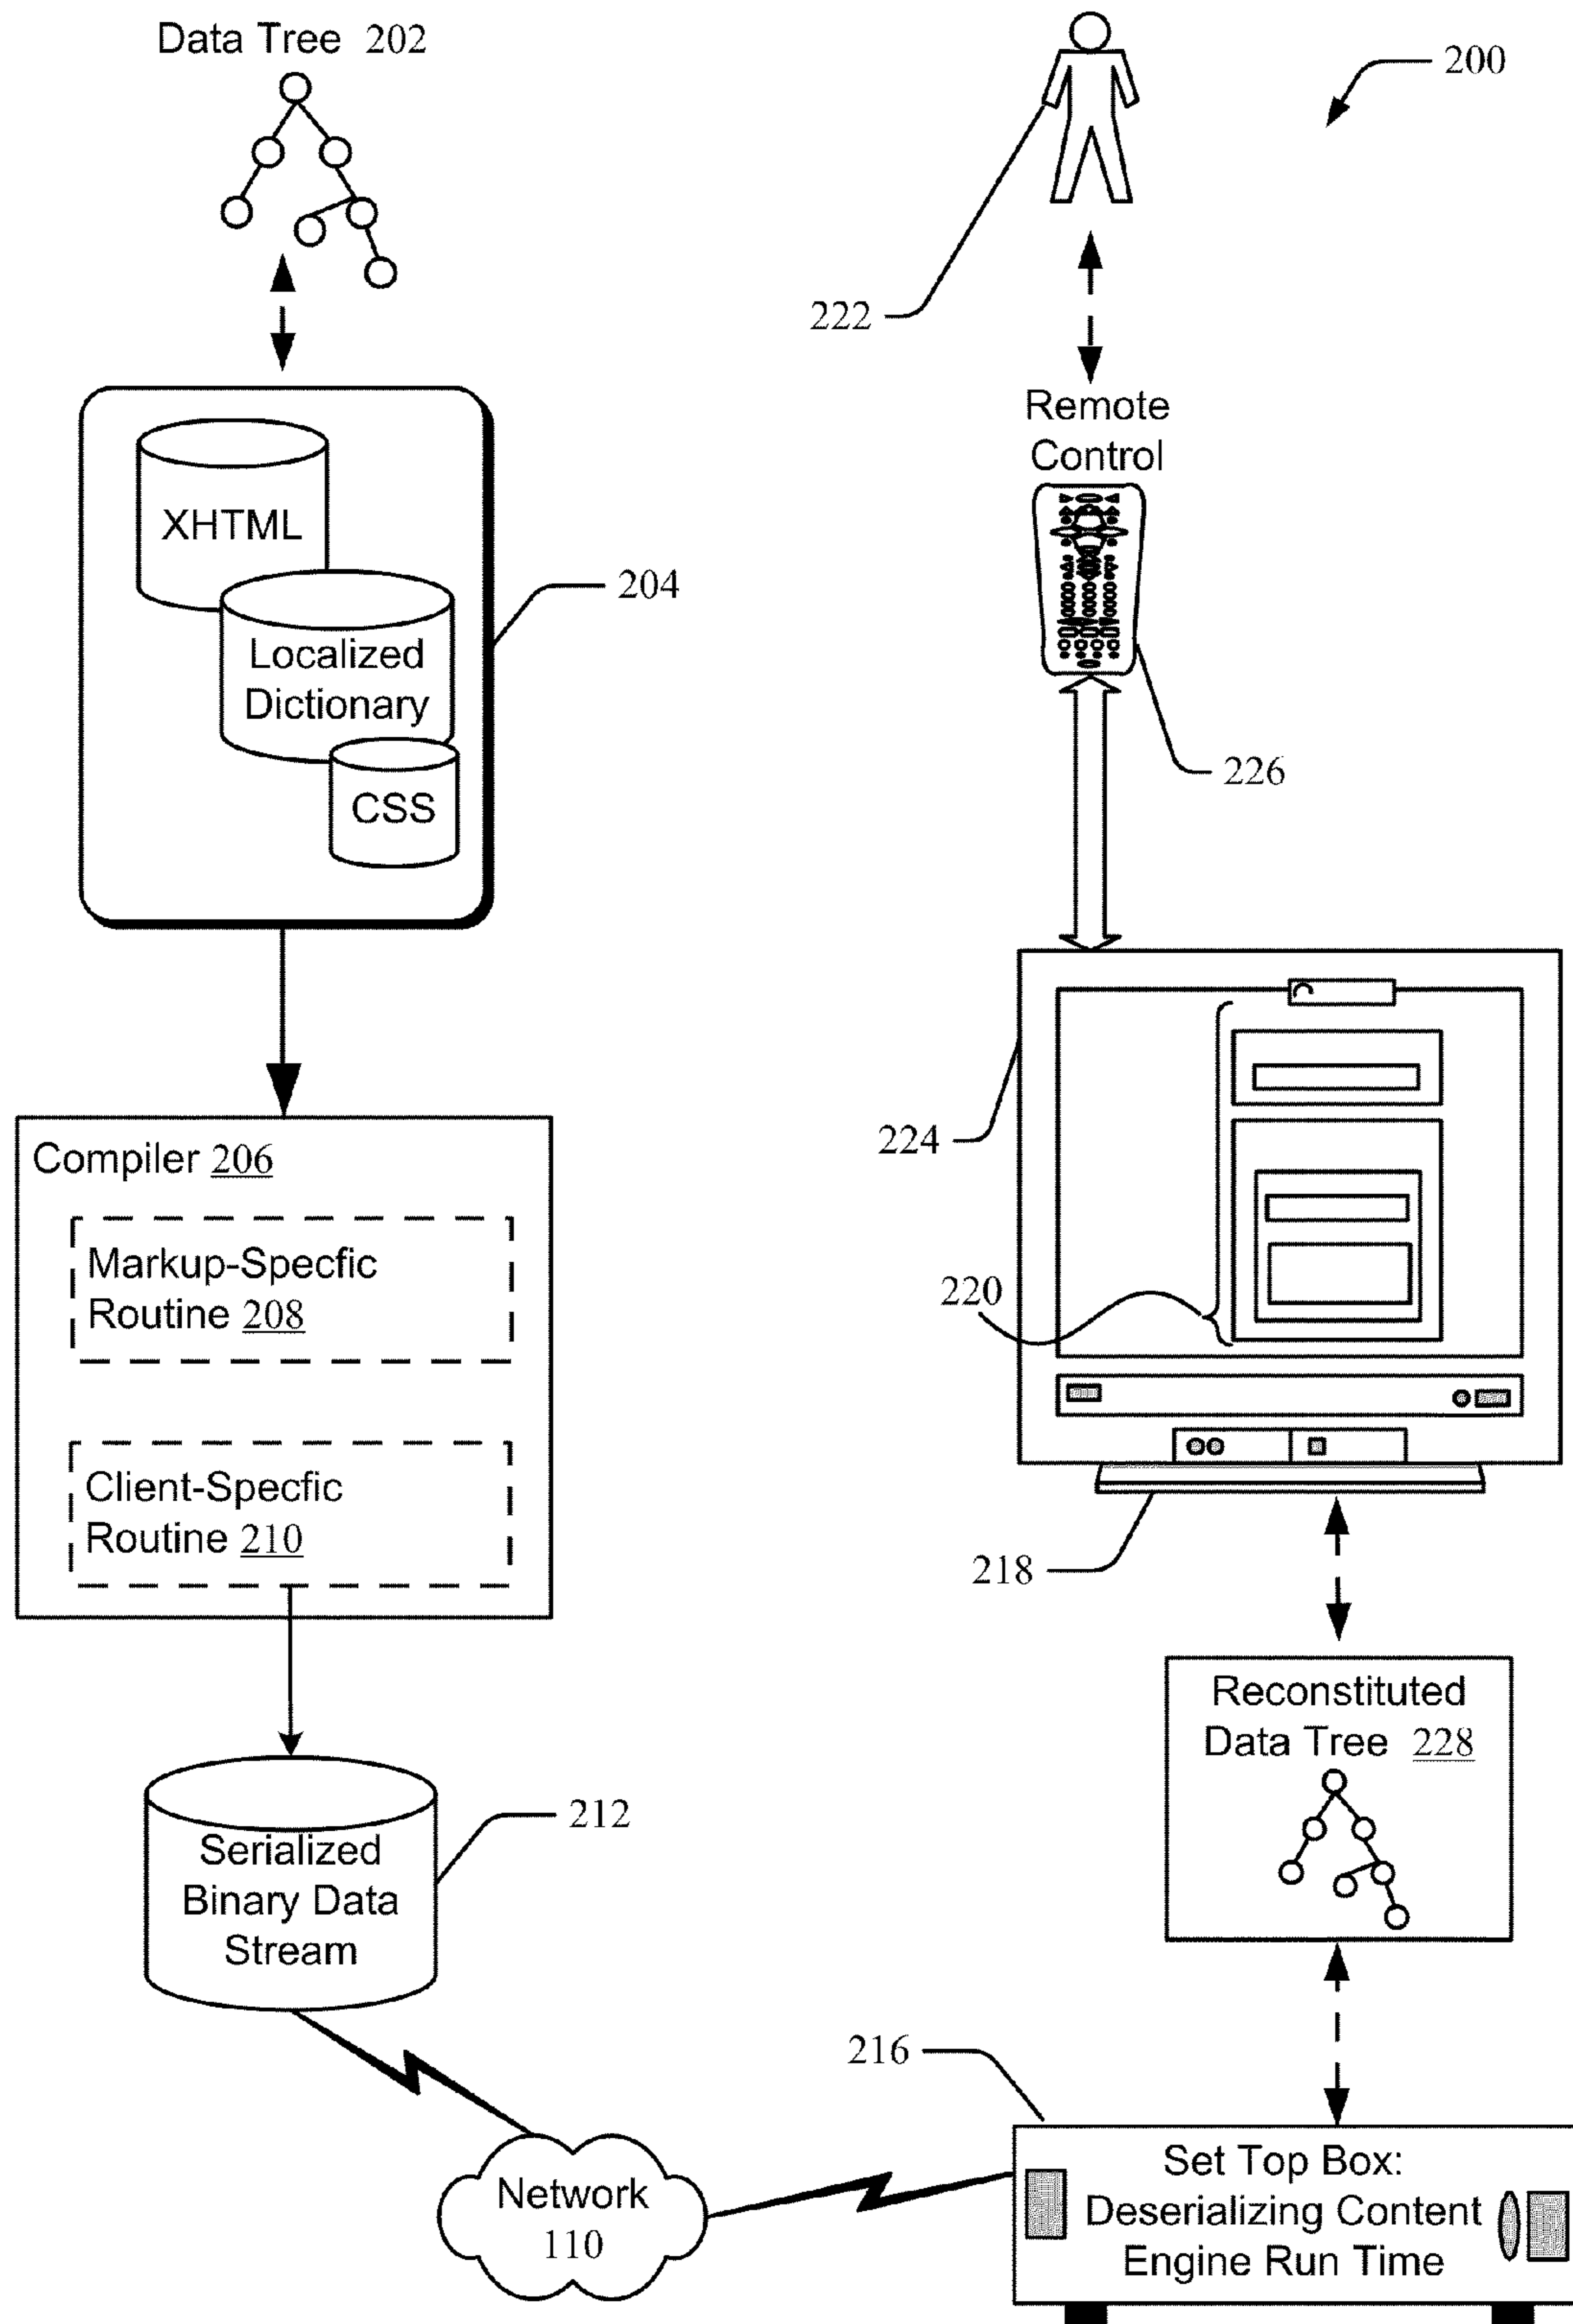 Data Tree 202
XHTML
Localized
Dictionary
CSS
204
Compiler 206
Markup-Specfic
Routine 208
Client-Specfic
Routine 210
Serialized
Binary Data
Stream
212
Network
110
200
222
Remote
Control
226
224
220
218
Reconstituted
Data Tree 228
216
Set Top Box:
Deserializing Content
Engine Run Time